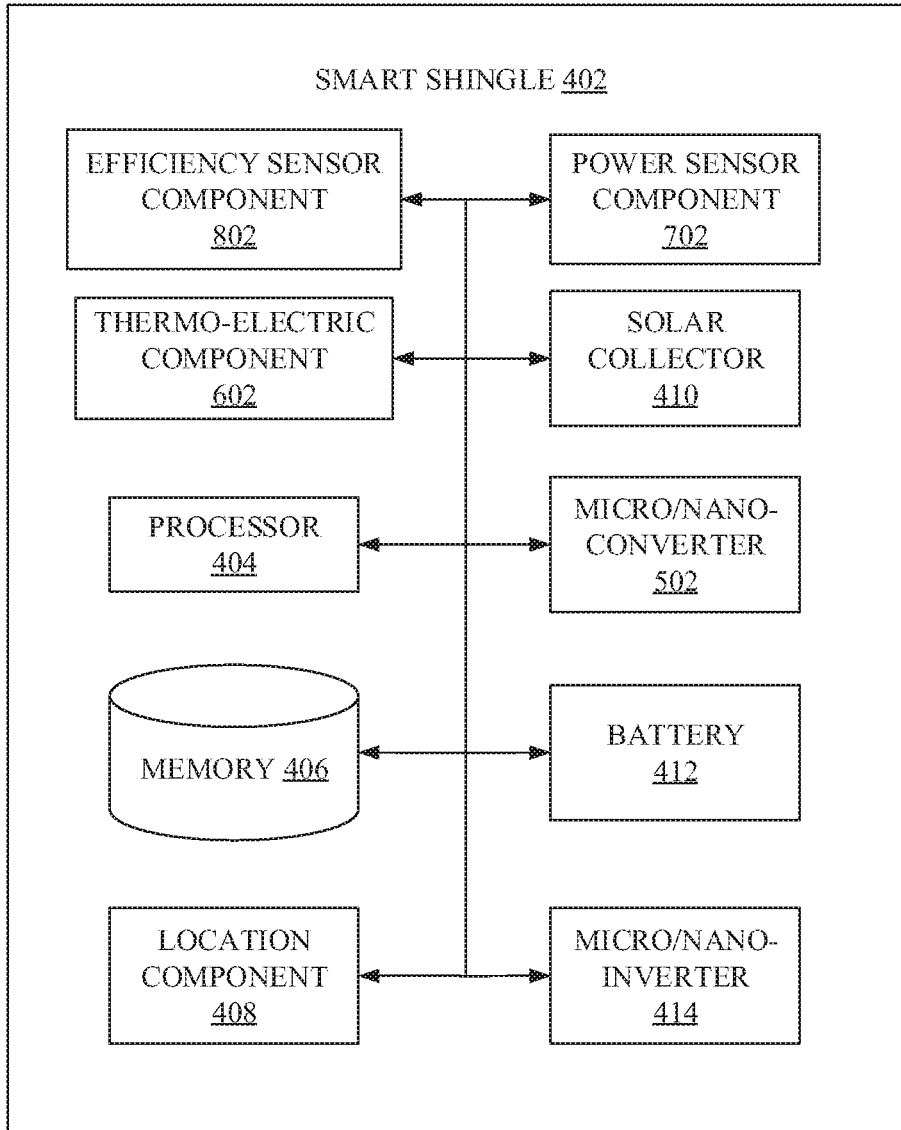 SMART SHINGLE 402
EFFICIENCY SENSOR
COMPONENT
802
POWER SENSOR
COMPONENT
702
THERMO-ELECTRIC
COMPONENT
602
SOLAR
COLLECTOR
410
PROCESSOR
404
MICRO/NANO-
CONVERTER
502
MEMORY 406
BATTERY
412
LOCATION
COMPONENT
408
MICRO/NANO-
INVERTER
414